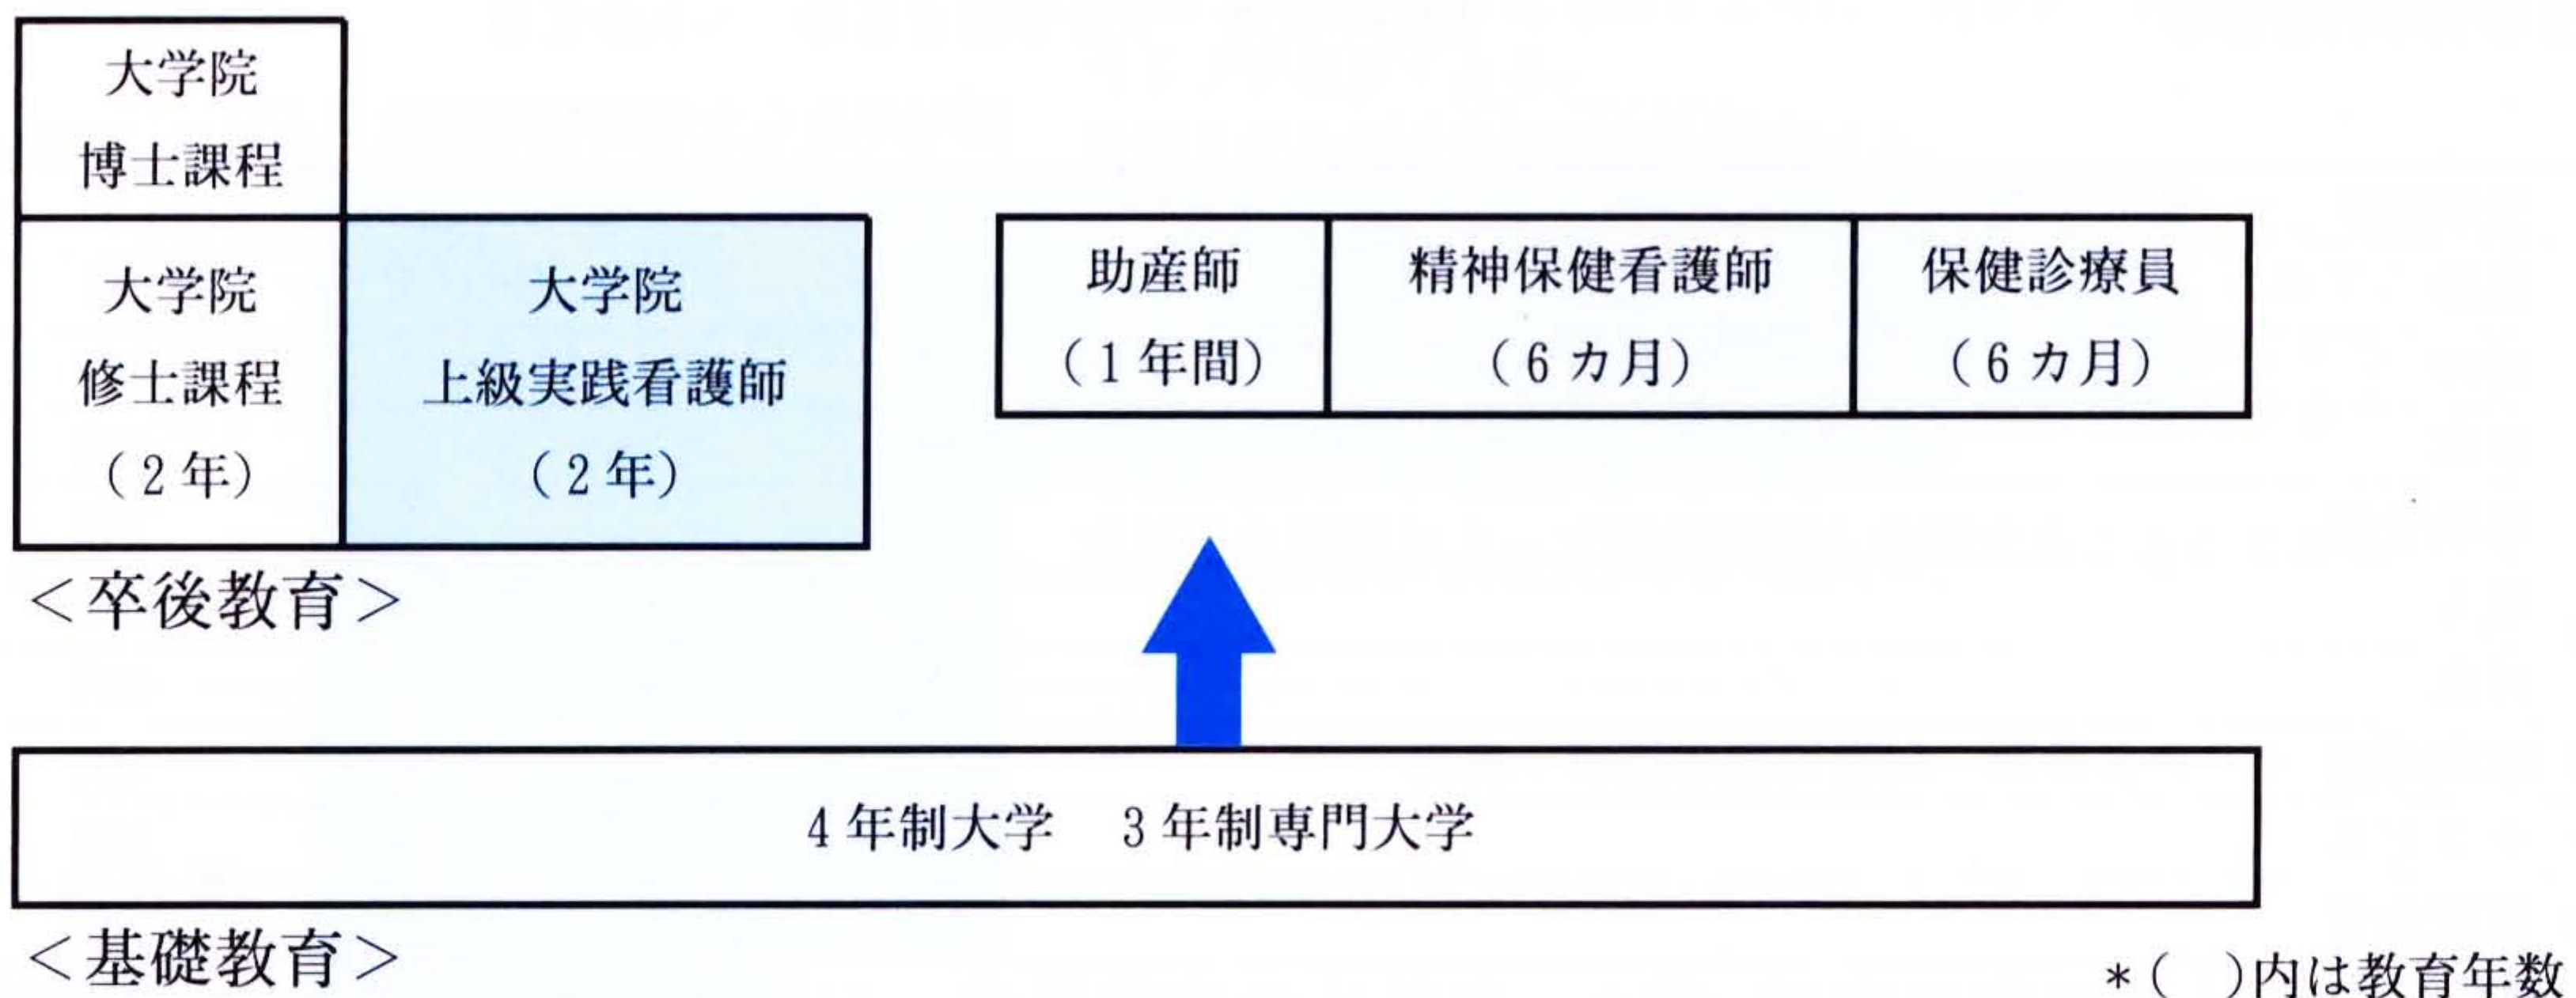 大学院
博士課程
大学院
修士課程
（2年）
大学院
上級実践看護師
（2年）
助産師
（1年間）
精神保健看護師
（6カ月）
保健診療員
（6カ月）
＜卒後教育＞
4年制大学　3年制専門大学
＜基礎教育＞
*（　）内は教育年数